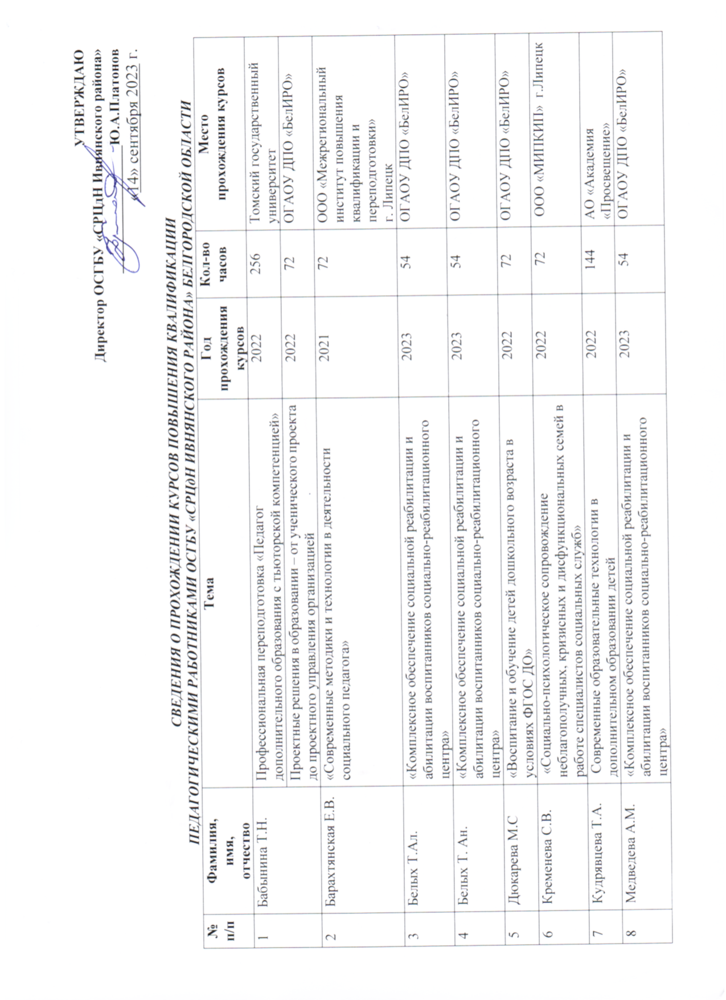 УТВЕРЖДАЮ
Директор ОСГБУ «СРЦдН Ивнянского района»
Ю.А.Платонов
«14» сентября 2023 г.
СВЕДЕНИЯ О ПРОХОЖДЕНИИ КУРСОВ ПОВЫШЕНИЯ КВАЛИФИКАЦИИ
ПЕДАГОГИЧЕСКИМИ РАБОТНИКАМИ ОСГБУ «СРЦдН ИВНЯНСКОГО РАЙОНА» БЕЛГОРОДСКОЙ ОБЛАСТИ
№
п/п
Фамилия,
имя,
отчество
Тема
Год
прохождения
курсов
Кол-во
часов
Место
прохождения курсов
1
Бабынина Т.Н.
Профессиональная переподготовка «Педагог
дополнительного образования с тьюторской компетенцией»
2022
256
Томский государственный
университет
Проектные решения в образовании – от ученического проекта
до проектного управления организацией
2022
72
ОГАОУ ДПО «БелИРО»
2
Барахтянская Е.В.
«Современные методики и технологии в деятельности
социального педагога»
2021
72
ООО «Межрегиональный
институт повышения
квалификации и
переподготовки»
г. Липецк
3
Белых Т.Ал.
«Комплексное обеспечение социальной реабилитации и
абилитации воспитанников социально-реабилитационного
центра»
2023
54
ОГАОУ ДПО «БелИРО»
4
Белых Т. Ан.
«Комплексное обеспечение социальной реабилитации и
абилитации воспитанников социально-реабилитационного
центра»
2023
54
ОГАОУ ДПО «БелИРО»
5
Дюкарева М.С
«Воспитание и обучение детей дошкольного возраста в
условиях ФГОС ДО»
2022
72
ОГАОУ ДПО «БелИРО»
6
Кременева С.В.
«Социально-психологическое сопровождение
неблагополучных, кризисных и дисфункциональных семей в
работе специалистов социальных служб»
2022
72
ООО «МИПКИП» г.Липецк
7
Кудрявцева Т.А.
Современные образовательные технологии в
дополнительном образовании детей
2022
144
АО «Академия
«Просвещение»
8
Медведева А.М.
«Комплексное обеспечение социальной реабилитации и
абилитации воспитанников социально-реабилитационного
центра»
2023
54
ОГАОУ ДПО «БелИРО»